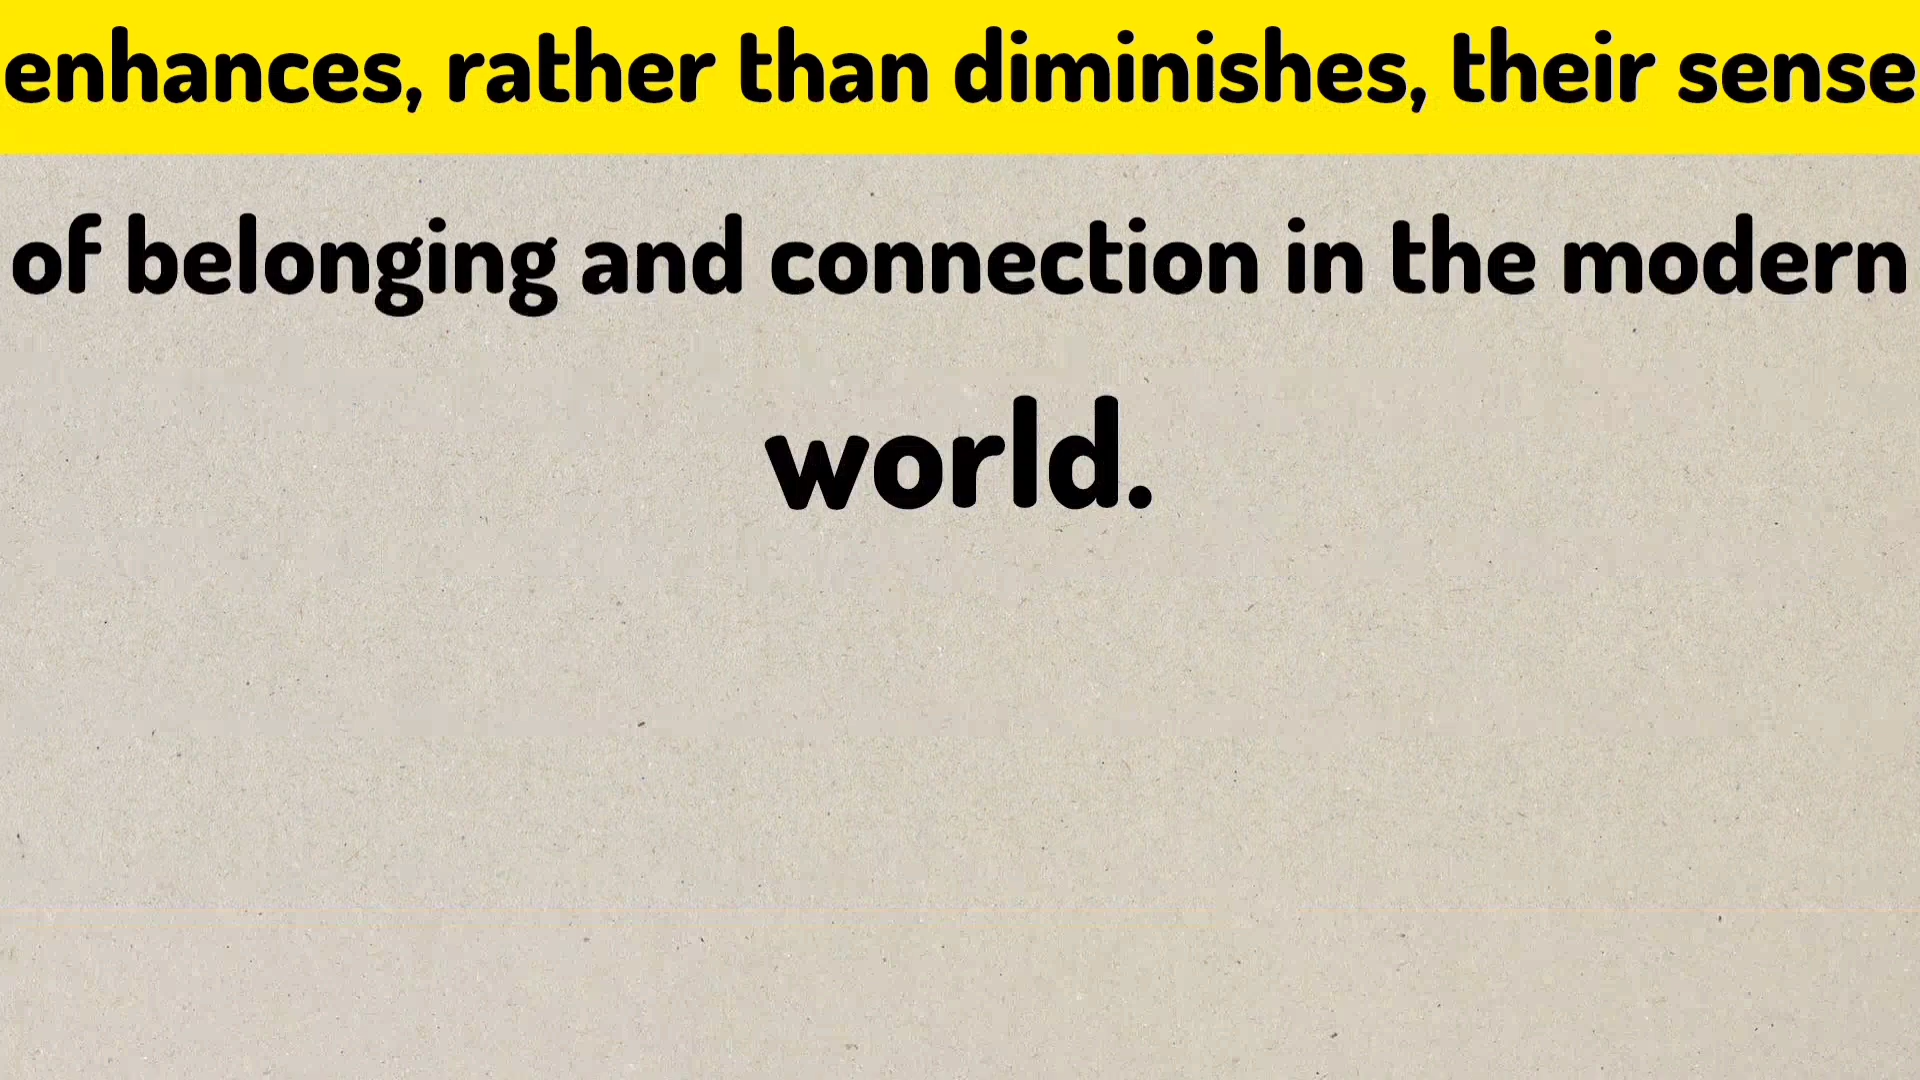 enhances, rather than diminishes, their sense
of belonging and connection in the modern
world.